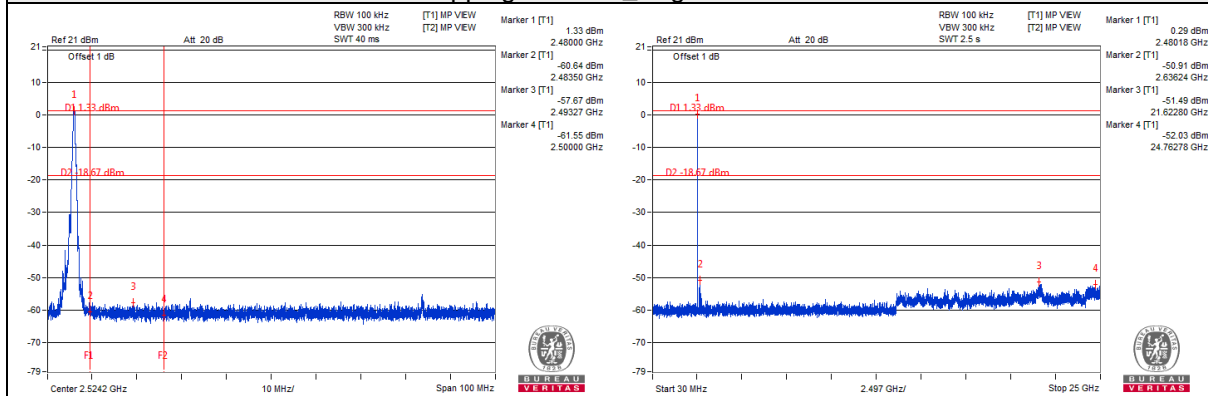 RBW 100 kHz [T1] MP VIEW
VBW 300 kHz [T2] MP VIEW
Ref 21 dBm Att 20 dB SWT 40 ms
Offset 1 dB
Marker 1 [T1]
1.33 dBm
2.48000 GHz
Marker 2 [T1]
-60.64 dBm
2.48350 GHz
Marker 3 [T1]
-57.67 dBm
2.49327 GHz
Marker 4 [T1]
-61.55 dBm
2.50000 GHz
21
10
0
-10
-20
-30
-40
-50
-60
-70
-79
1
D1 1.33 dBm
D2 -18.67 dBm
2
3
4
F1
F2
Center 2.5242 GHz 10 MHz/ Span 100 MHz
BUREAU VERITAS
1828
BUREAU
VERITAS
RBW 100 kHz [T1] MP VIEW
VBW 300 kHz [T2] MP VIEW
Ref 21 dBm Att 20 dB SWT 2.5 s
Offset 1 dB
Marker 1 [T1]
0.29 dBm
2.48018 GHz
Marker 2 [T1]
-50.91 dBm
2.63624 GHz
Marker 3 [T1]
-51.49 dBm
21.62280 GHz
Marker 4 [T1]
-52.03 dBm
24.76278 GHz
21
10
0
-10
-20
-30
-40
-50
-60
-70
-79
1
D1 1.33 dBm
D2 -18.67 dBm
2
3
4
Start 30 MHz 2.497 GHz/ Stop 25 GHz
BUREAU VERITAS
1828
BUREAU
VERITAS